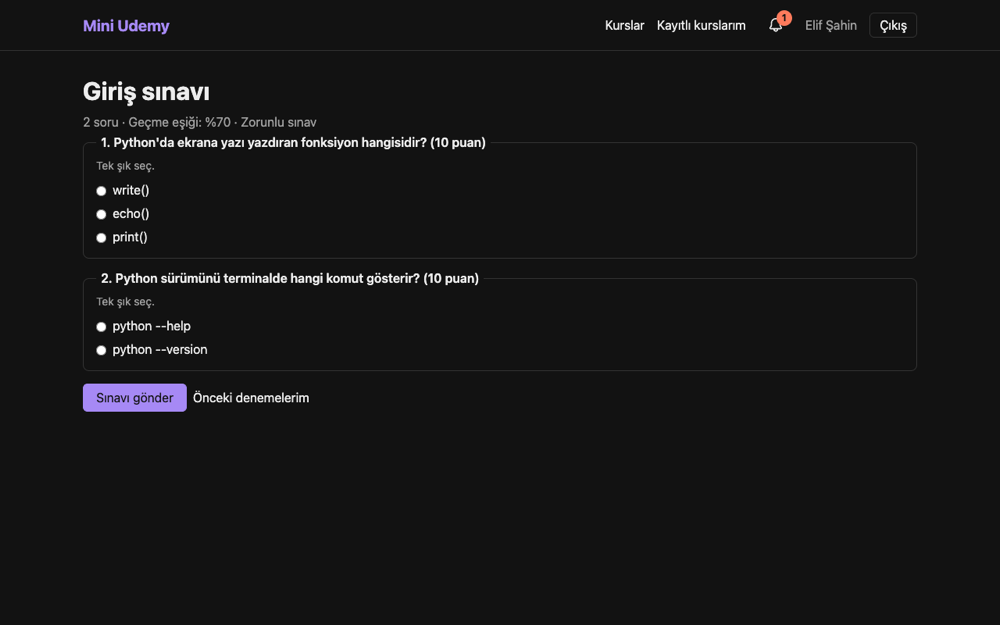 Mini Udemy
Kurslar Kayıtlı kurslarım 1 Elif Şahin Çıkış
Giriş sınavı
2 soru · Geçme eşiği: %70 · Zorunlu sınav
1. Python'da ekrana yazı yazdıran fonksiyon hangisidir? (10 puan)
Tek şık seç.
write()
echo()
print()
2. Python sürümünü terminalde hangi komut gösterir? (10 puan)
Tek şık seç.
python --help
python --version
Sınavı gönder Önceki denemelerim